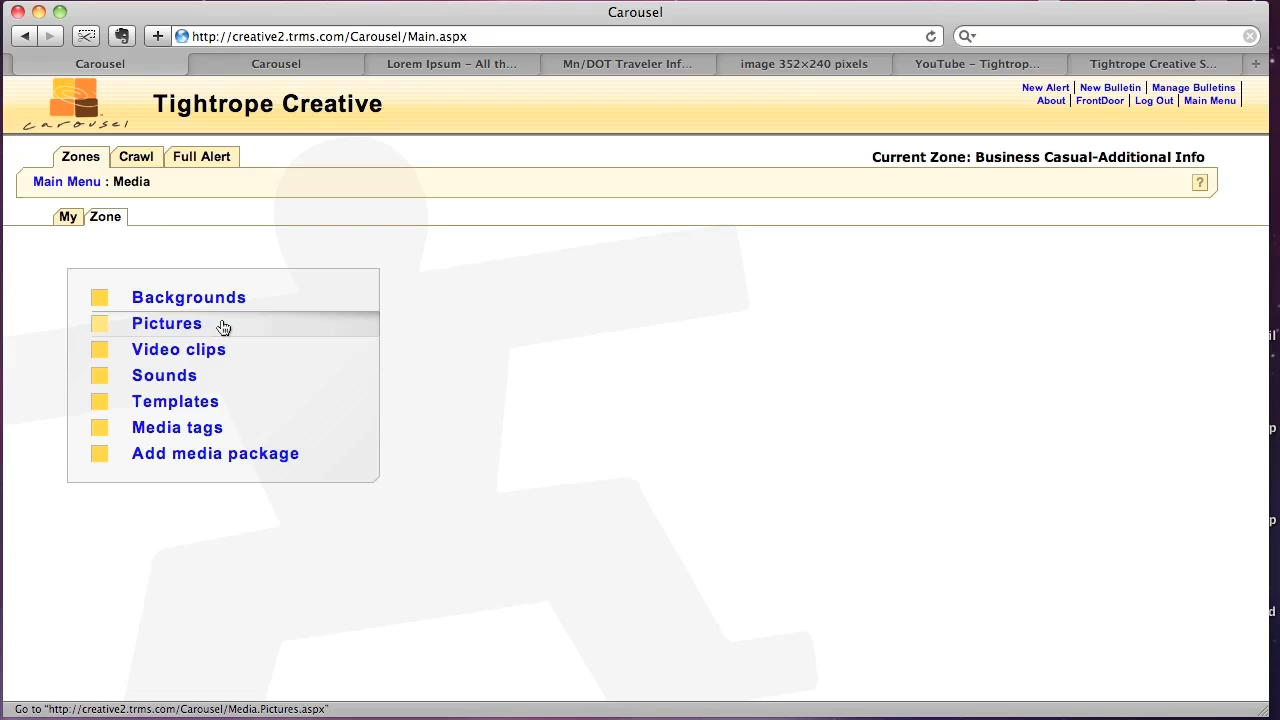 Carousel
http://creative2.trms.com/Carousel/Main.aspx
Carousel Carousel Lorem Ipsum – All th... Mn/DOT Traveler Inf... image 352×240 pixels YouTube – Tightrop... Tightrope Creative S...
carousel
Tightrope Creative
New Alert New Bulletin Manage Bulletins
About FrontDoor Log Out Main Menu
Zones Crawl Full Alert
Current Zone: Business Casual-Additional Info
Main Menu : Media
?
My Zone
Backgrounds
Pictures
Video clips
Sounds
Templates
Media tags
Add media package
Go to "http://creative2.trms.com/Carousel/Media.Pictures.aspx"